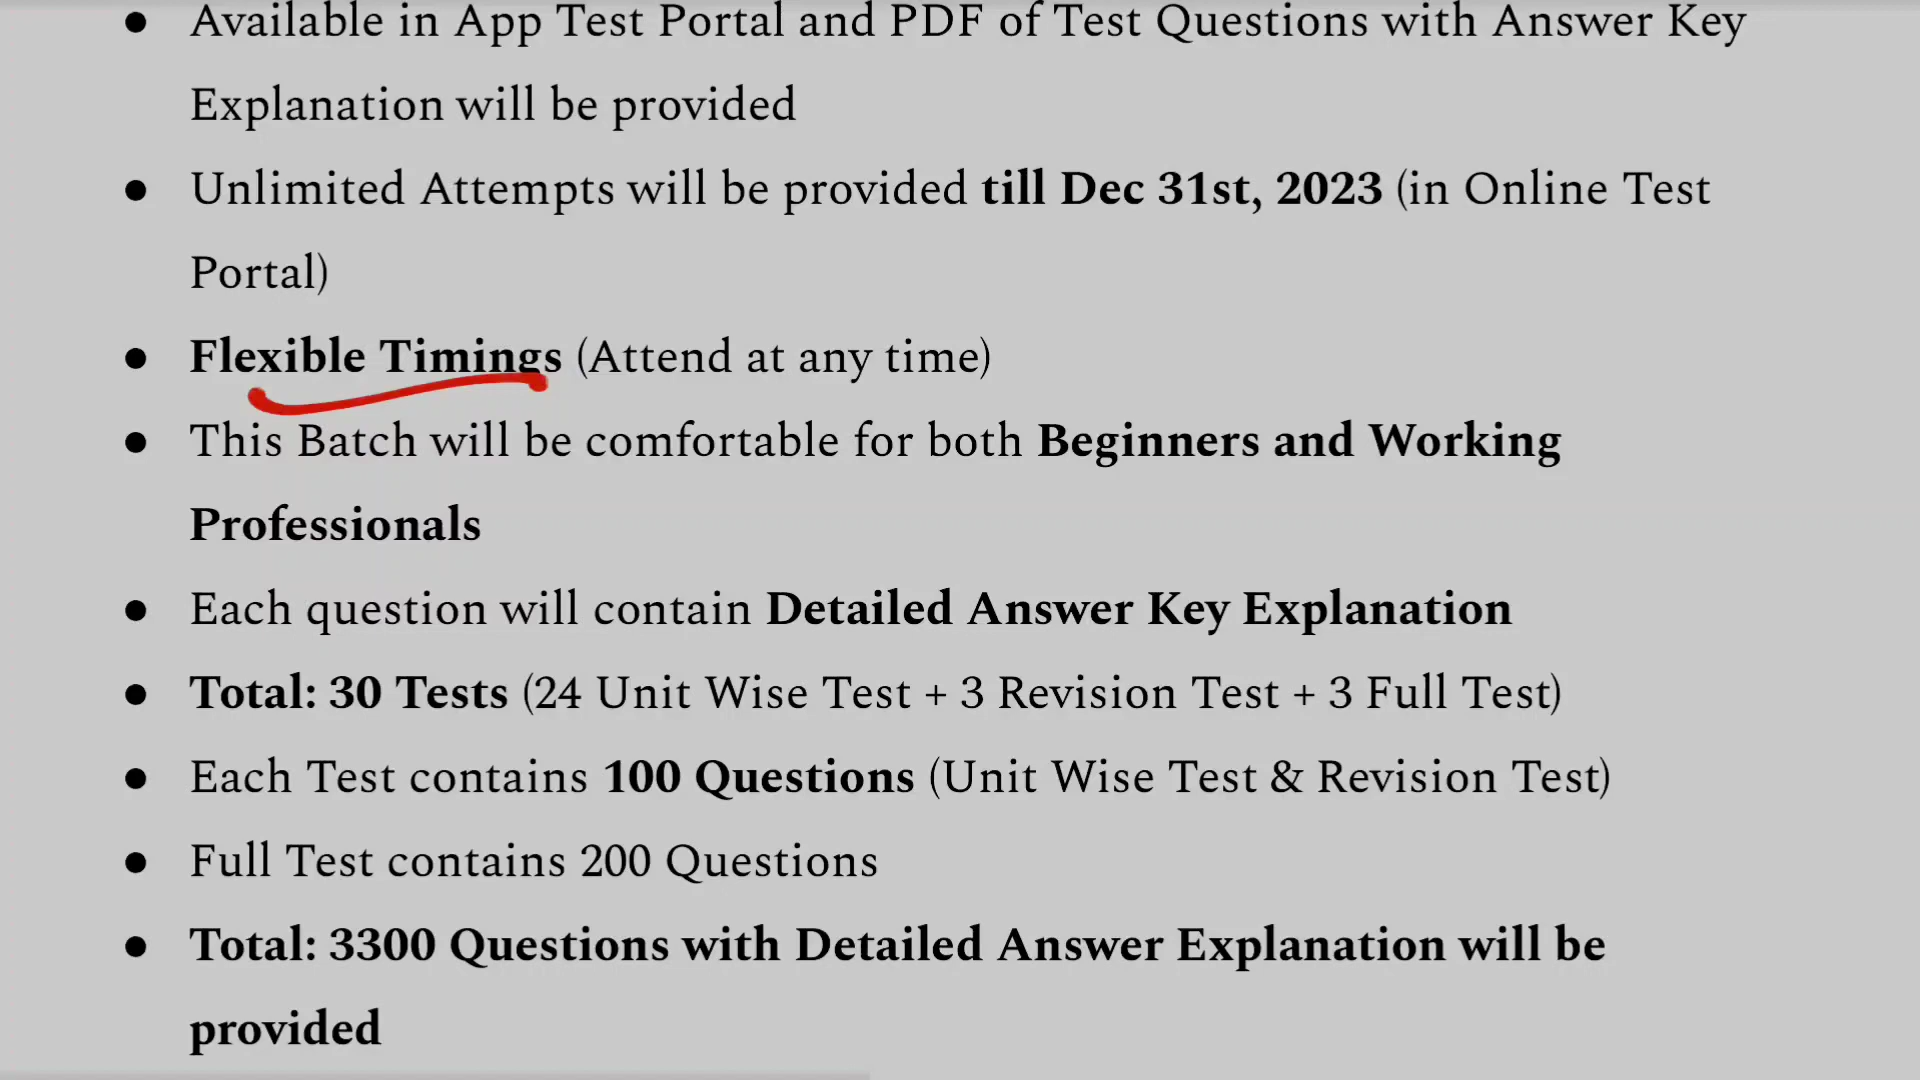 ● Available in App Test Portal and PDF of Test Questions with Answer Key
Explanation will be provided
● Unlimited Attempts will be provided till Dec 31st, 2023 (in Online Test
Portal)
● Flexible Timings (Attend at any time)
● This Batch will be comfortable for both Beginners and Working
Professionals
● Each question will contain Detailed Answer Key Explanation
● Total: 30 Tests (24 Unit Wise Test + 3 Revision Test + 3 Full Test)
● Each Test contains 100 Questions (Unit Wise Test & Revision Test)
● Full Test contains 200 Questions
● Total: 3300 Questions with Detailed Answer Explanation will be
provided